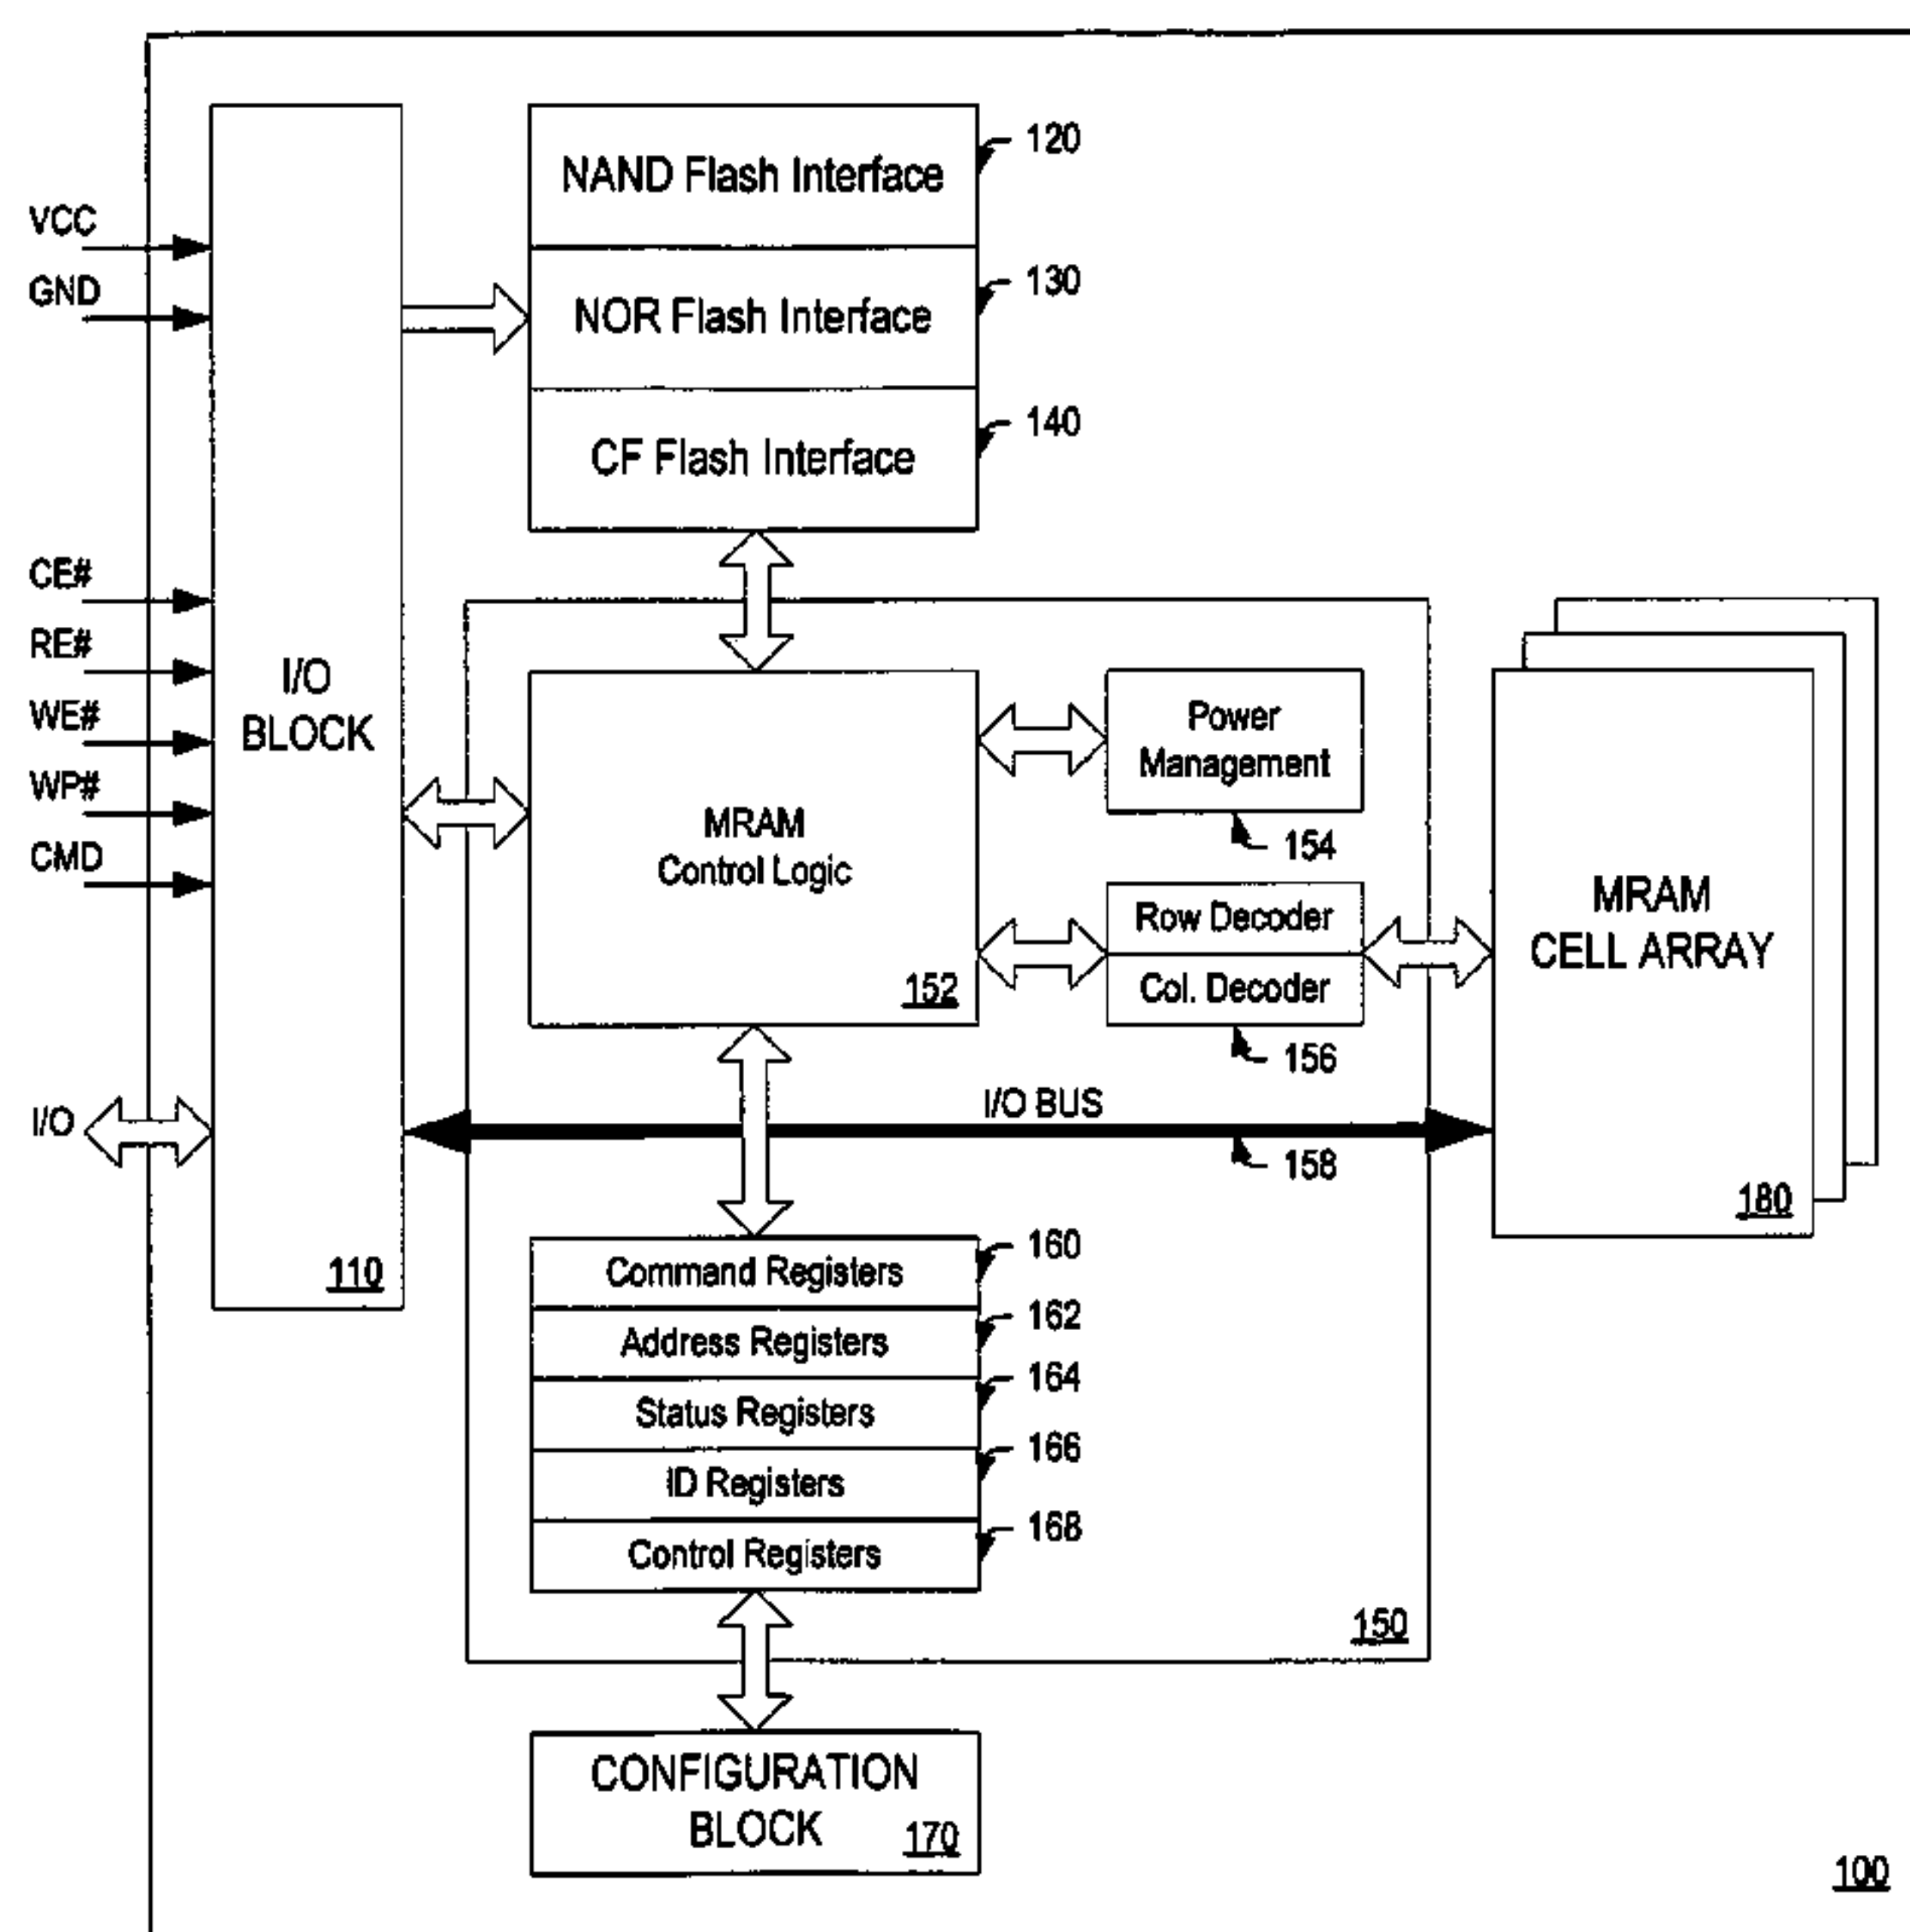 VCC
GND
CE#
RE#
WE#
WP#
CMD
I/O
I/O
BLOCK
110
NAND Flash Interface
120
NOR Flash Interface
130
CF Flash Interface
140
MRAM
Control Logic
152
Power
Management
154
Row Decoder
Col. Decoder
156
I/O BUS
158
MRAM
CELL ARRAY
180
Command Registers
160
Address Registers
162
Status Registers
164
ID Registers
166
Control Registers
168
150
CONFIGURATION
BLOCK
170
100